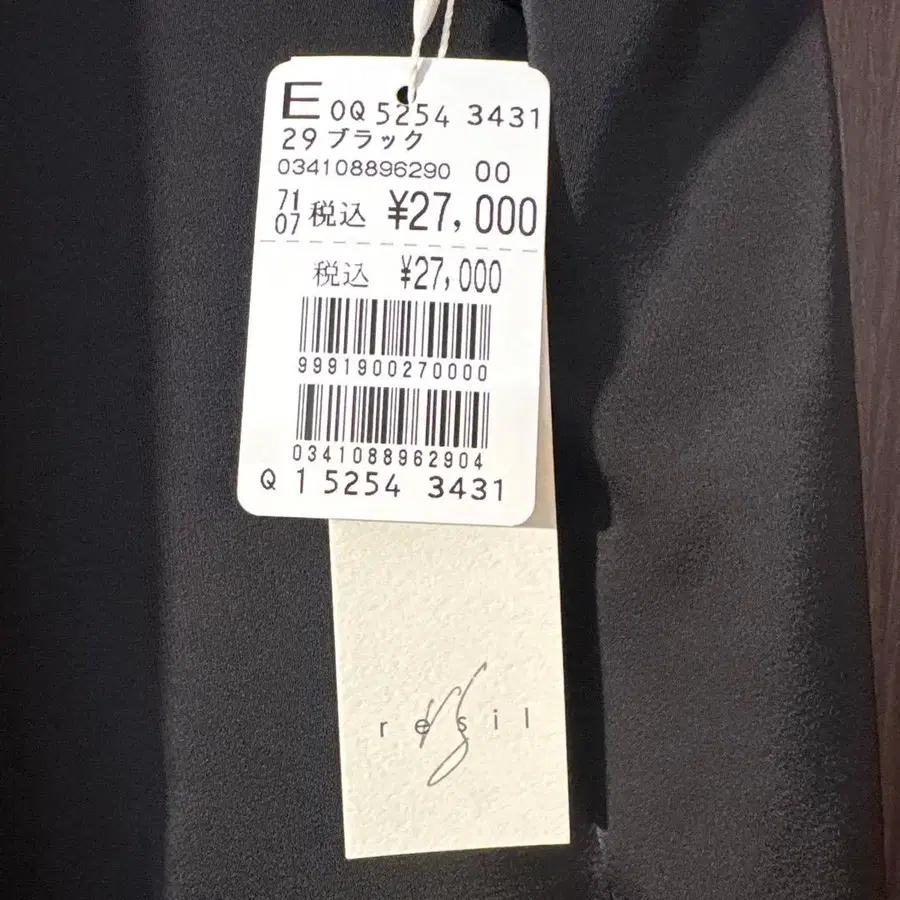 E 0Q 5254 3431
29 ブラック
034108896290 00
71
07 税込 ¥27,000
税込 ¥27,000
9991900270000
0341088962904
Q 1 5254 3431
resil